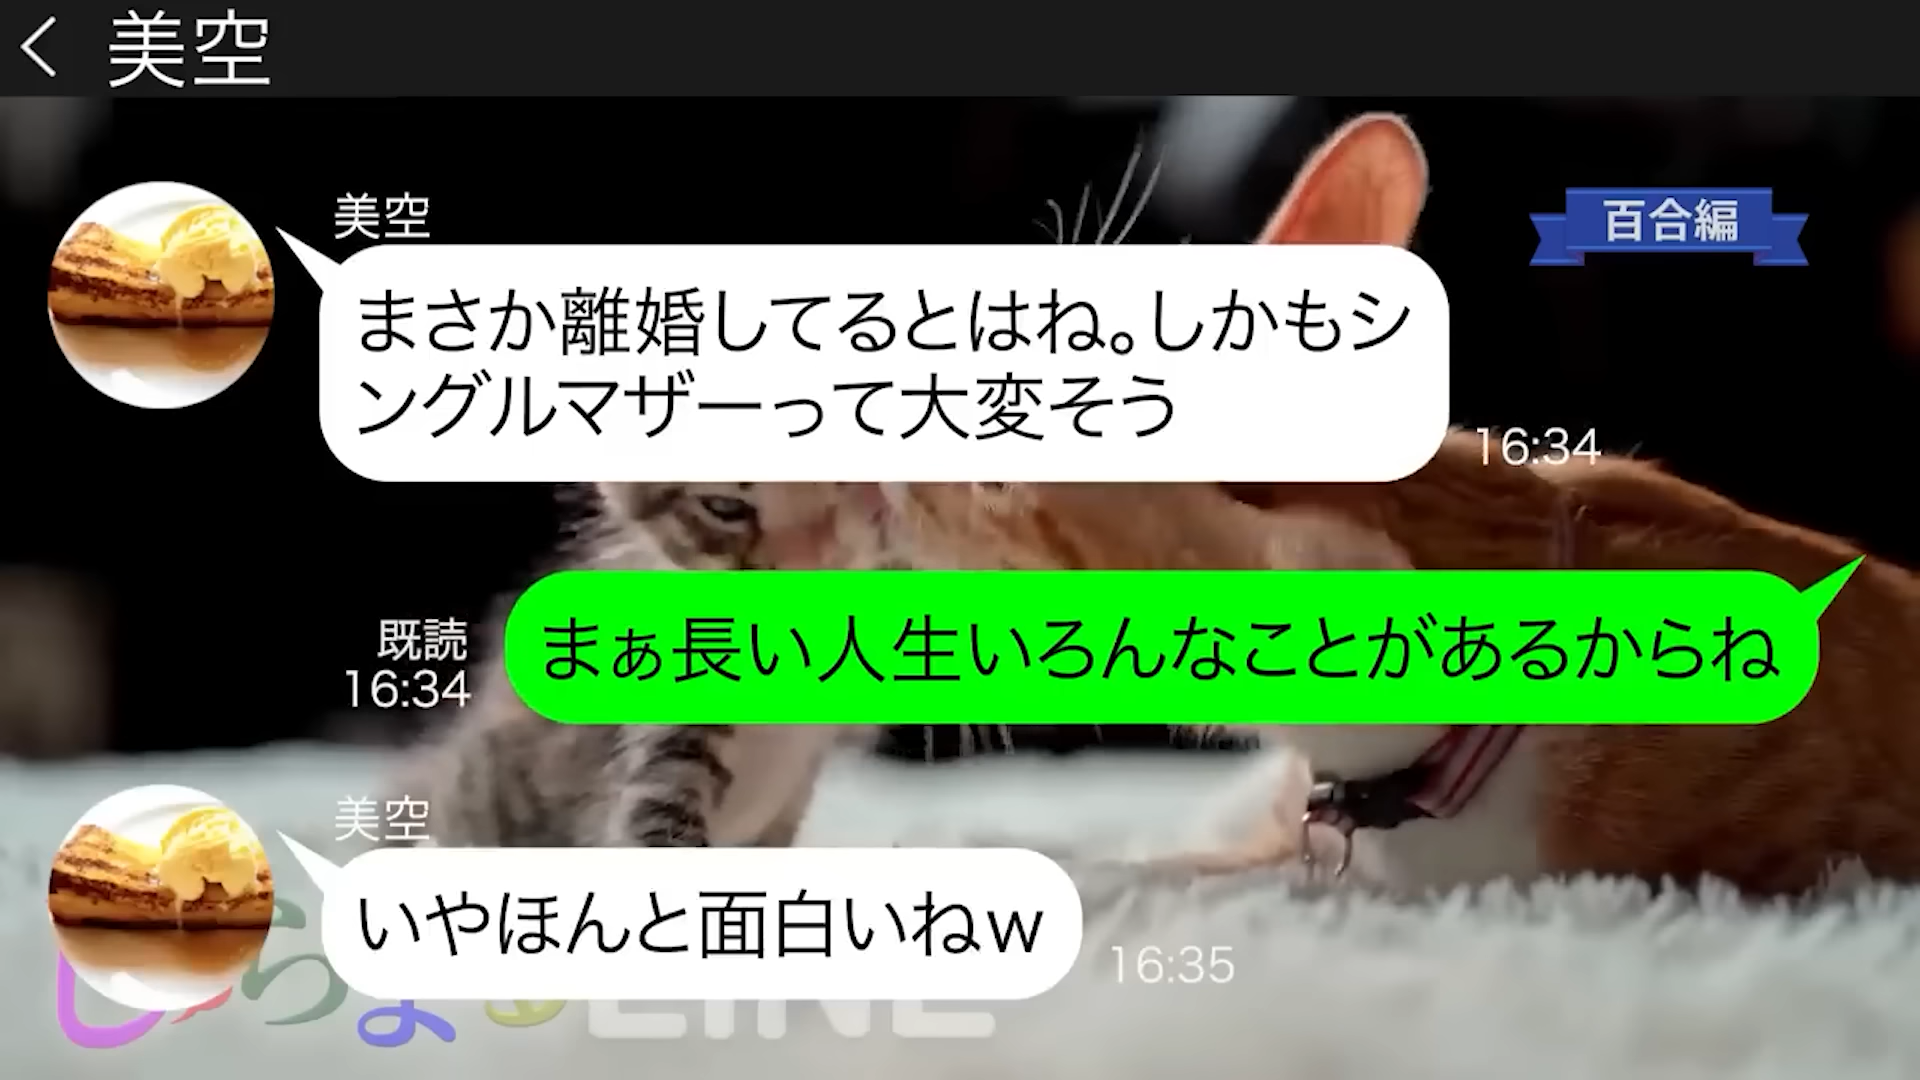 美空
百合編
美空
まさか離婚してるとはね。しかもシ
ングルマザーって大変そう
16:34
まぁ長い人生いろんなことがあるからね
既読
16:34
美空
いやほんと面白いねw
16:35
LINE